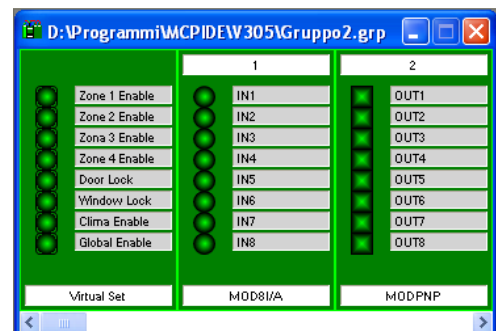 D:\Programmi\MCPIDE\V305\Gruppo2.grp
1 2
Zone 1 Enable IN1 OUT1
Zone 2 Enable IN2 OUT2
Zona 3 Enable IN3 OUT3
Zone 4 Enable IN4 OUT4
Door Lock IN5 OUT5
Window Lock IN6 OUT6
Clima Enable IN7 OUT7
Global Enable IN8 OUT8
Virtual Set MOD8I/A MODPNP